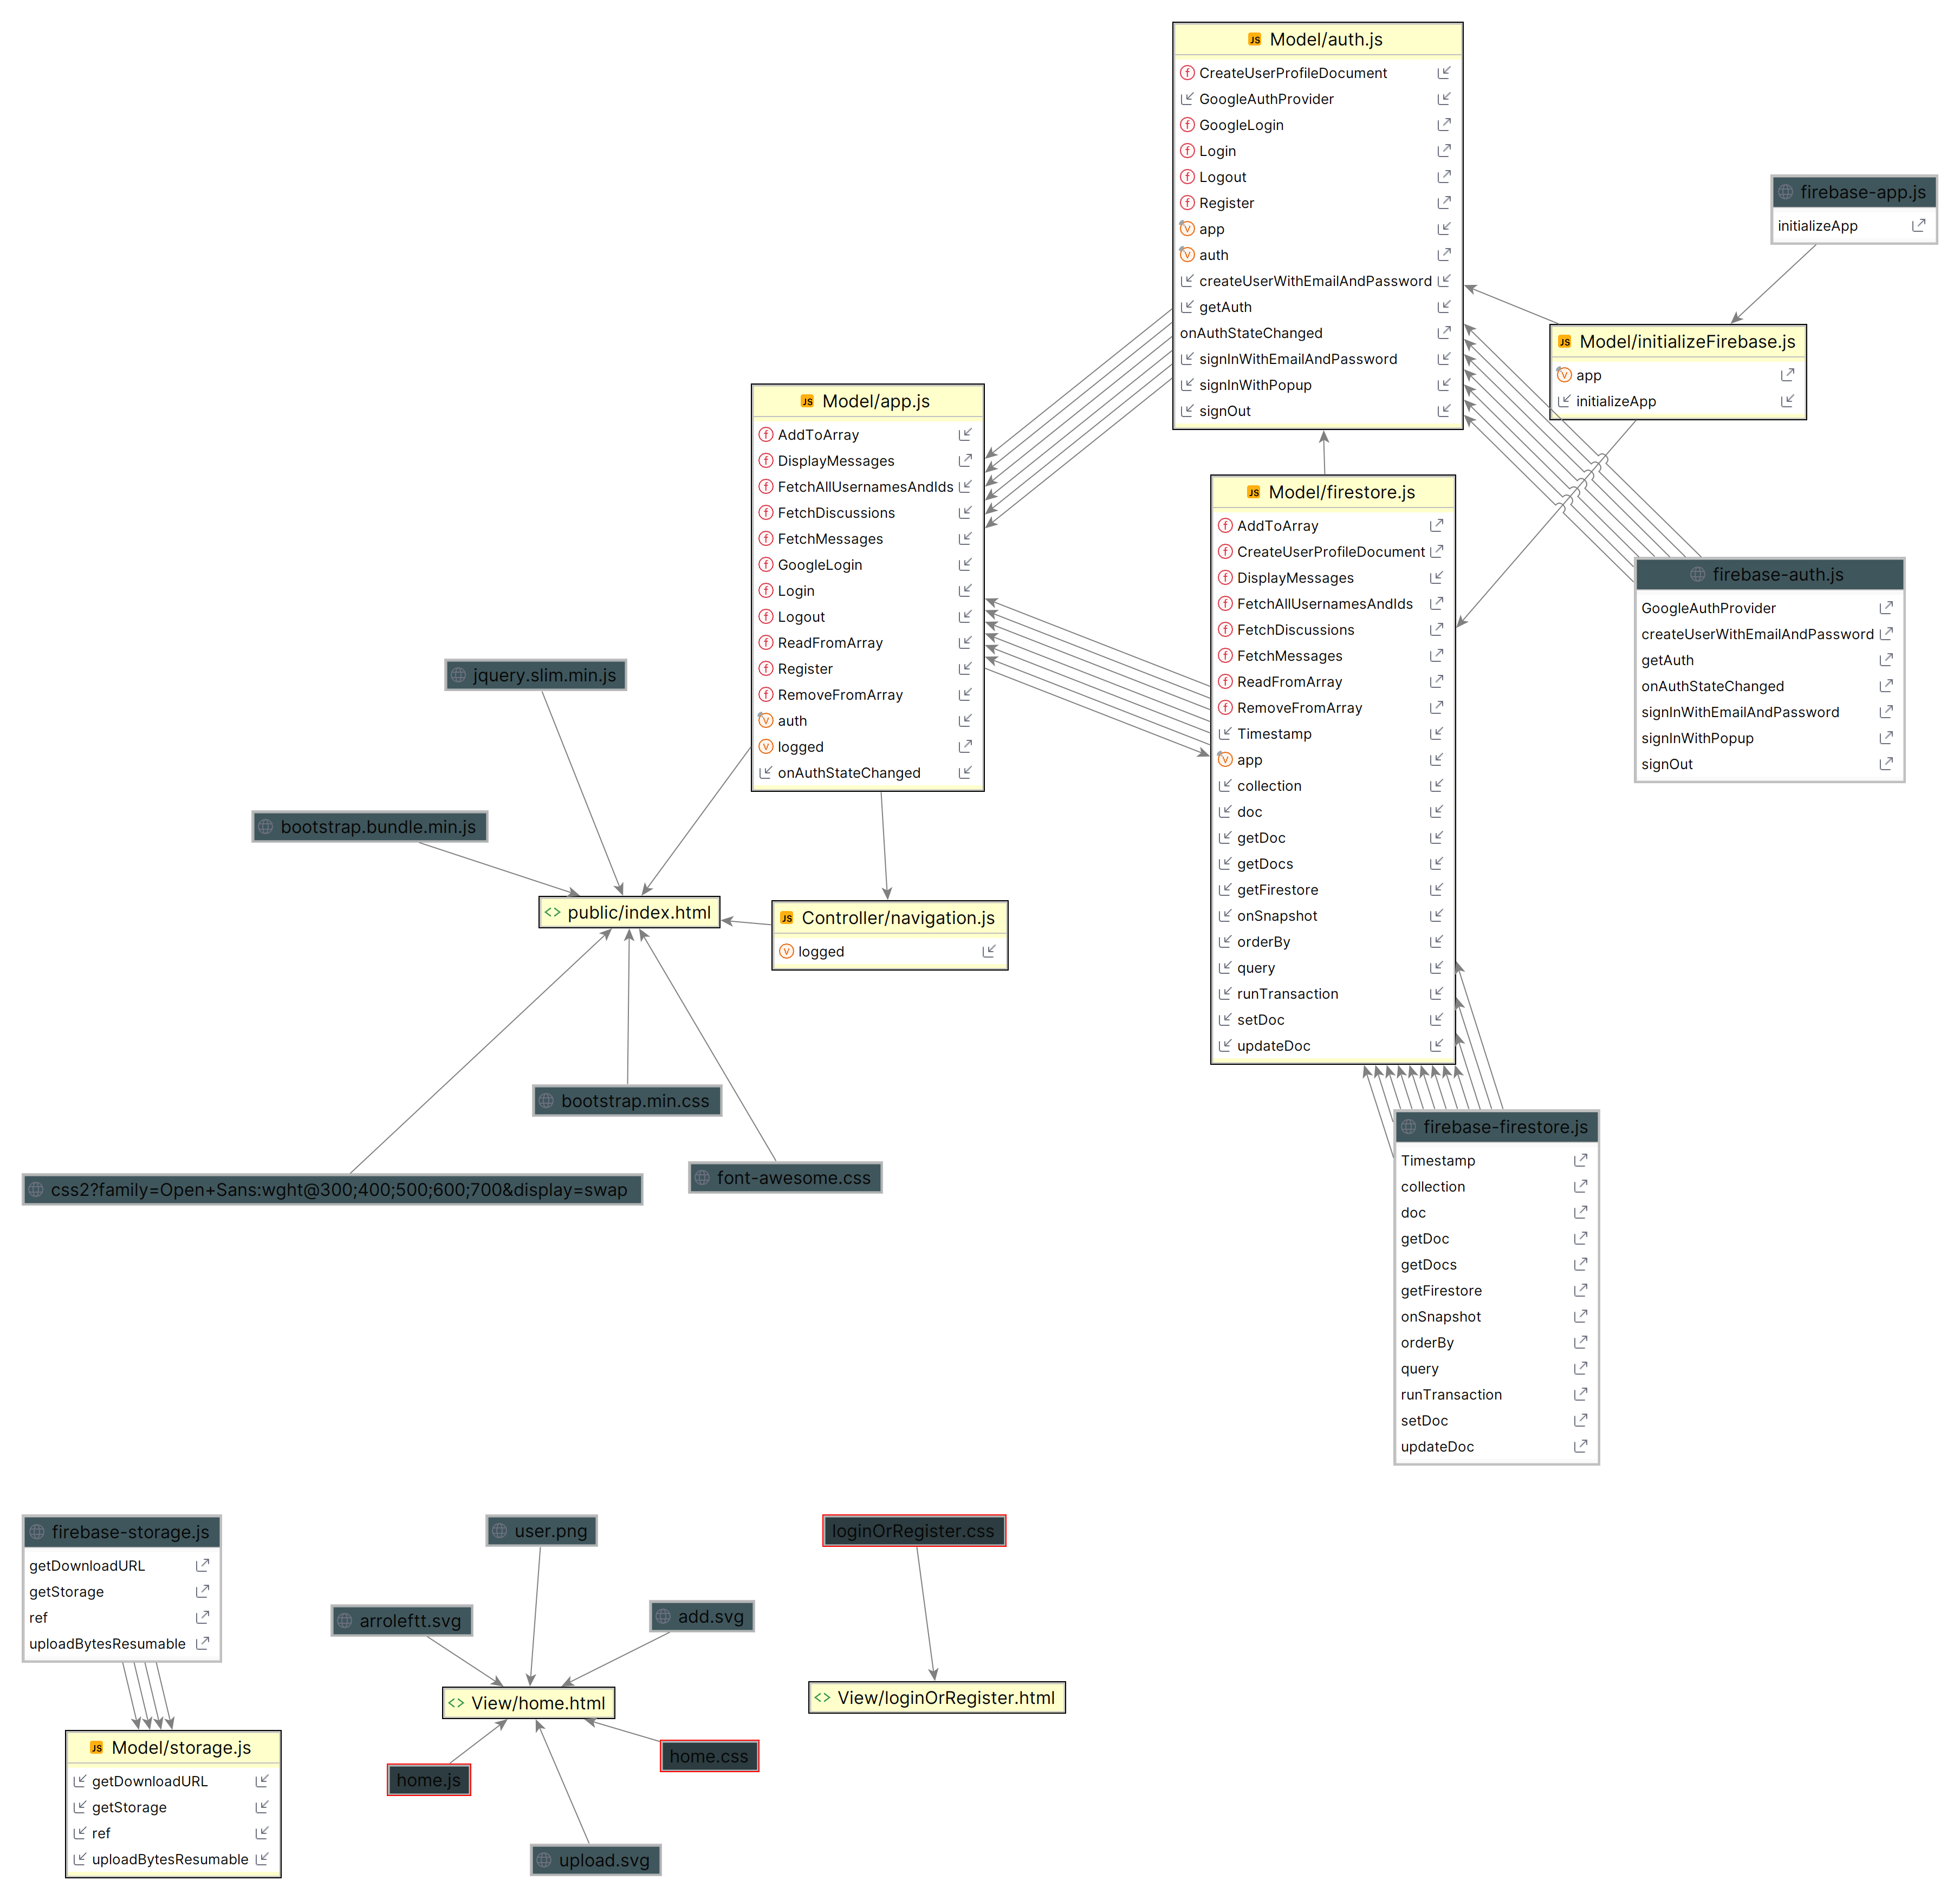 Model/auth.js
CreateUserProfileDocument
GoogleAuthProvider
GoogleLogin
Login
Logout
Register
app
auth
createUserWithEmailAndPassword
getAuth
onAuthStateChanged
signInWithEmailAndPassword
signInWithPopup
signOut
firebase-app.js
initializeApp
Model/initializeFirebase.js
app
initializeApp
Model/app.js
AddToArray
DisplayMessages
FetchAllUsernamesAndIds
FetchDiscussions
FetchMessages
GoogleLogin
Login
Logout
ReadFromArray
Register
RemoveFromArray
auth
logged
onAuthStateChanged
Model/firestore.js
AddToArray
CreateUserProfileDocument
DisplayMessages
FetchAllUsernamesAndIds
FetchDiscussions
FetchMessages
ReadFromArray
RemoveFromArray
Timestamp
app
collection
doc
getDoc
getDocs
getFirestore
onSnapshot
orderBy
query
runTransaction
setDoc
updateDoc
firebase-auth.js
GoogleAuthProvider
createUserWithEmailAndPassword
getAuth
onAuthStateChanged
signInWithEmailAndPassword
signInWithPopup
signOut
jquery.slim.min.js
bootstrap.bundle.min.js
public/index.html
Controller/navigation.js
logged
bootstrap.min.css
css2?family=Open+Sans:wght@300;400;500;600;700&display=swap
font-awesome.css
firebase-firestore.js
Timestamp
collection
doc
getDoc
getDocs
getFirestore
onSnapshot
orderBy
query
runTransaction
setDoc
updateDoc
firebase-storage.js
getDownloadURL
getStorage
ref
uploadBytesResumable
Model/storage.js
getDownloadURL
getStorage
ref
uploadBytesResumable
user.png
arroleftt.svg
add.svg
View/home.html
home.js
home.css
upload.svg
loginOrRegister.css
View/loginOrRegister.html